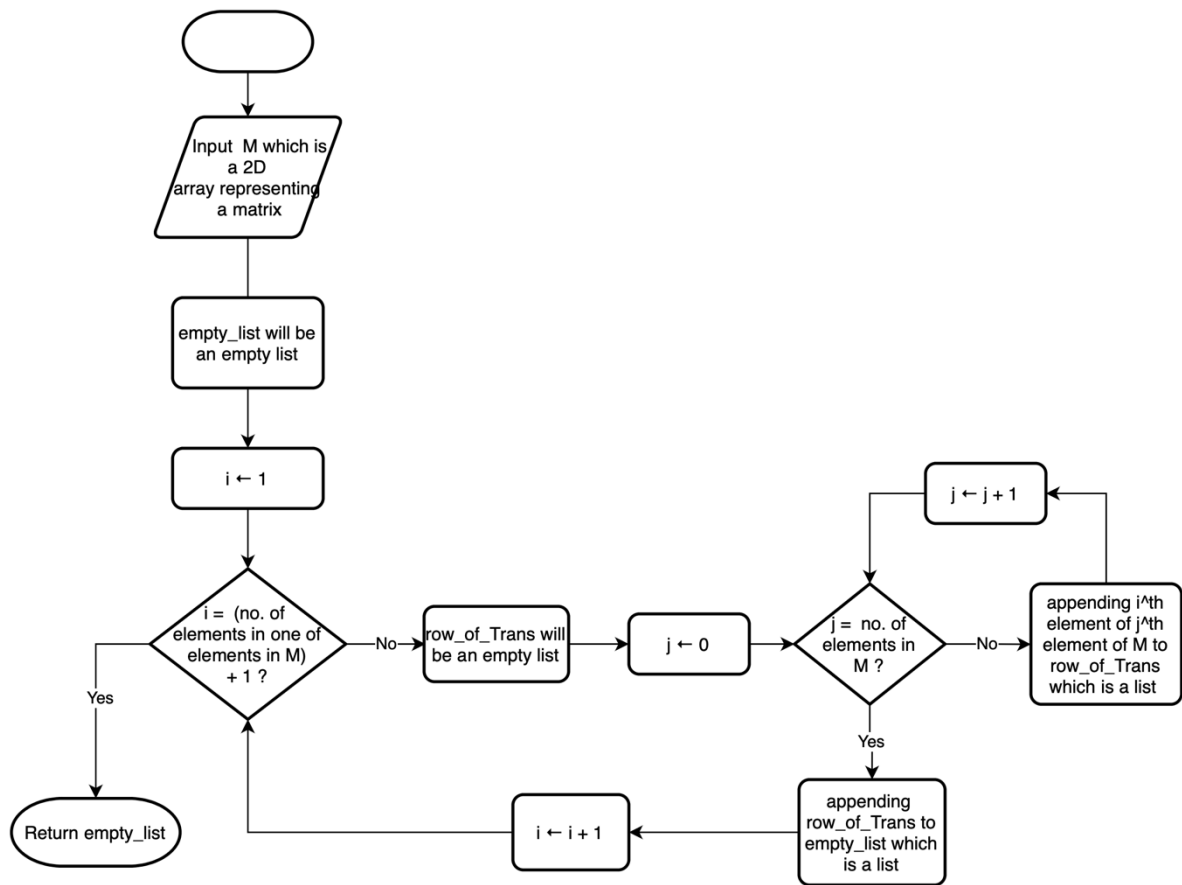 Input M which is
a 2D
array representing
a matrix
empty_list will be
an empty list
i ← 1
i = (no. of
elements in one of
elements in M)
+ 1 ?
No
row_of_Trans will
be an empty list
j ← 0
j = no. of
elements in
M ?
No
appending i^th
element of j^th
element of M to
row_of_Trans
which is a list
j ← j + 1
Yes
appending
row_of_Trans to
empty_list which
is a list
i ← i + 1
Yes
Return empty_list